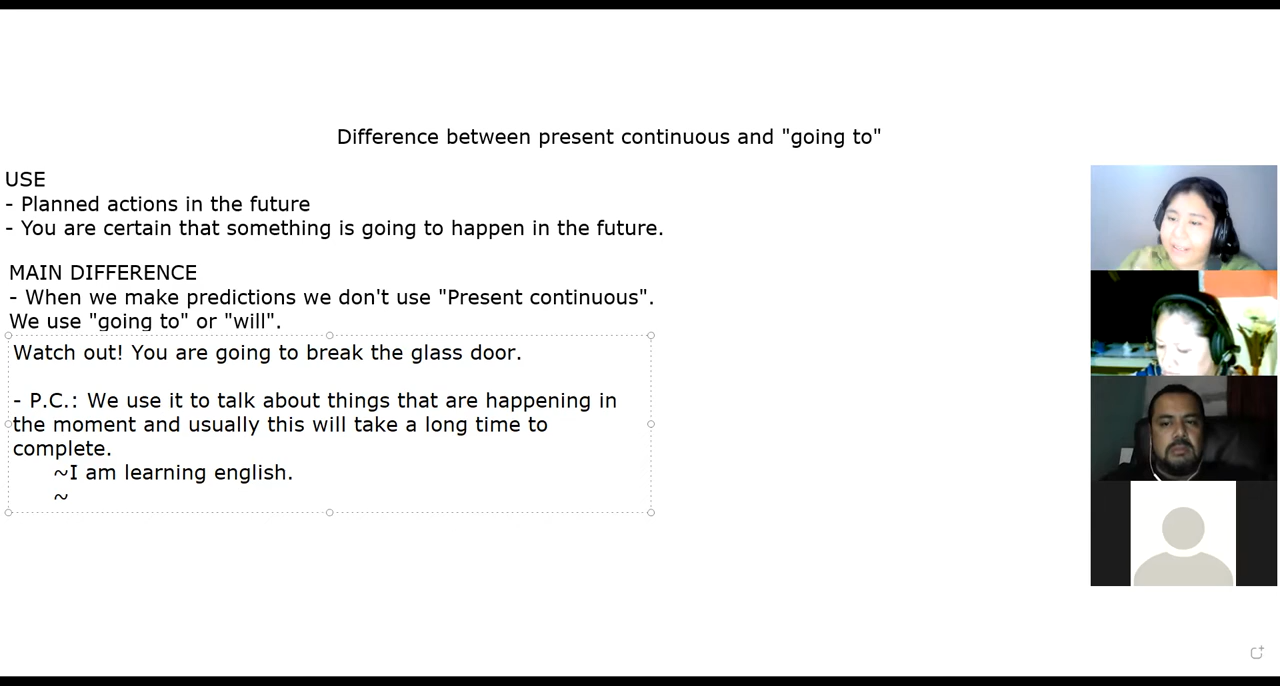 Difference between present continuous and "going to"
USE
- Planned actions in the future
- You are certain that something is going to happen in the future.
MAIN DIFFERENCE
- When we make predictions we don't use "Present continuous".
We use "going to" or "will".
Watch out! You are going to break the glass door.
- P.C.: We use it to talk about things that are happening in
the moment and usually this will take a long time to
complete.
~I am learning english.
~